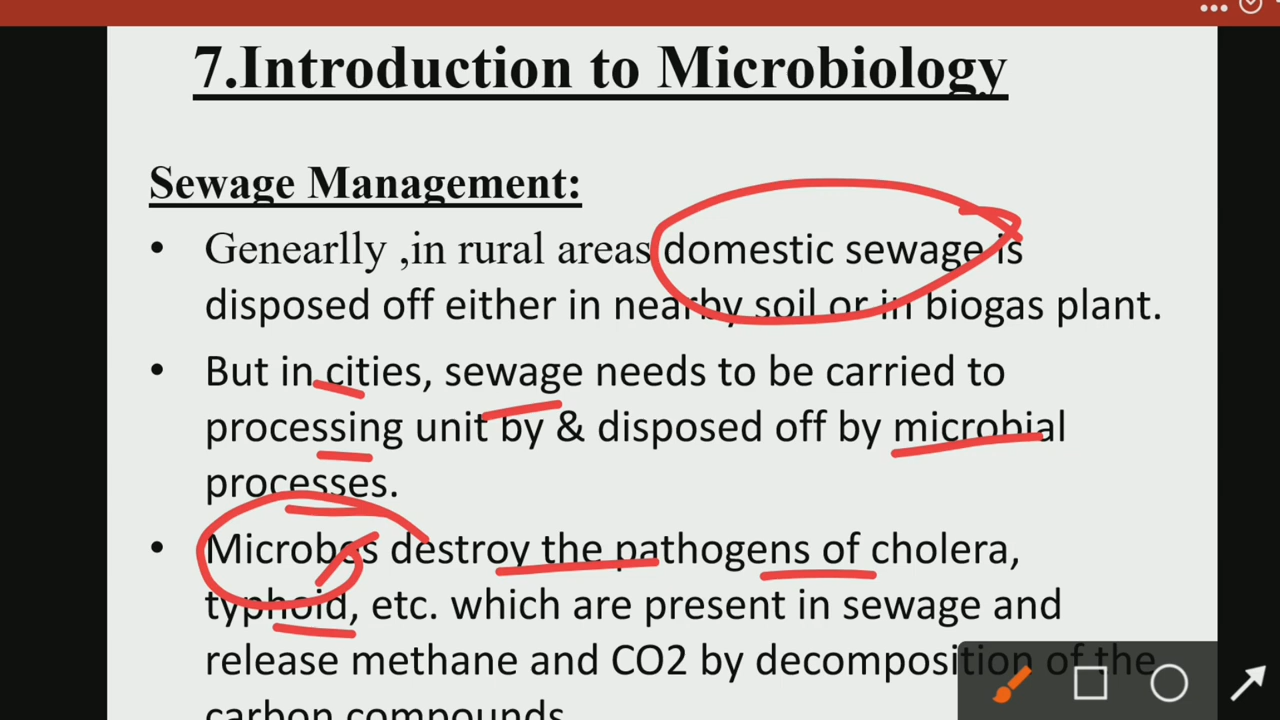 7.Introduction to Microbiology
Sewage Management:
• Genearlly ,in rural areas domestic sewage is
disposed off either in nearby soil or in biogas plant.
• But in cities, sewage needs to be carried to
processing unit by & disposed off by microbial
processes.
• Microbes destroy the pathogens of cholera,
typhoid, etc. which are present in sewage and
release methane and CO2 by decomposition of the
carbon compounds